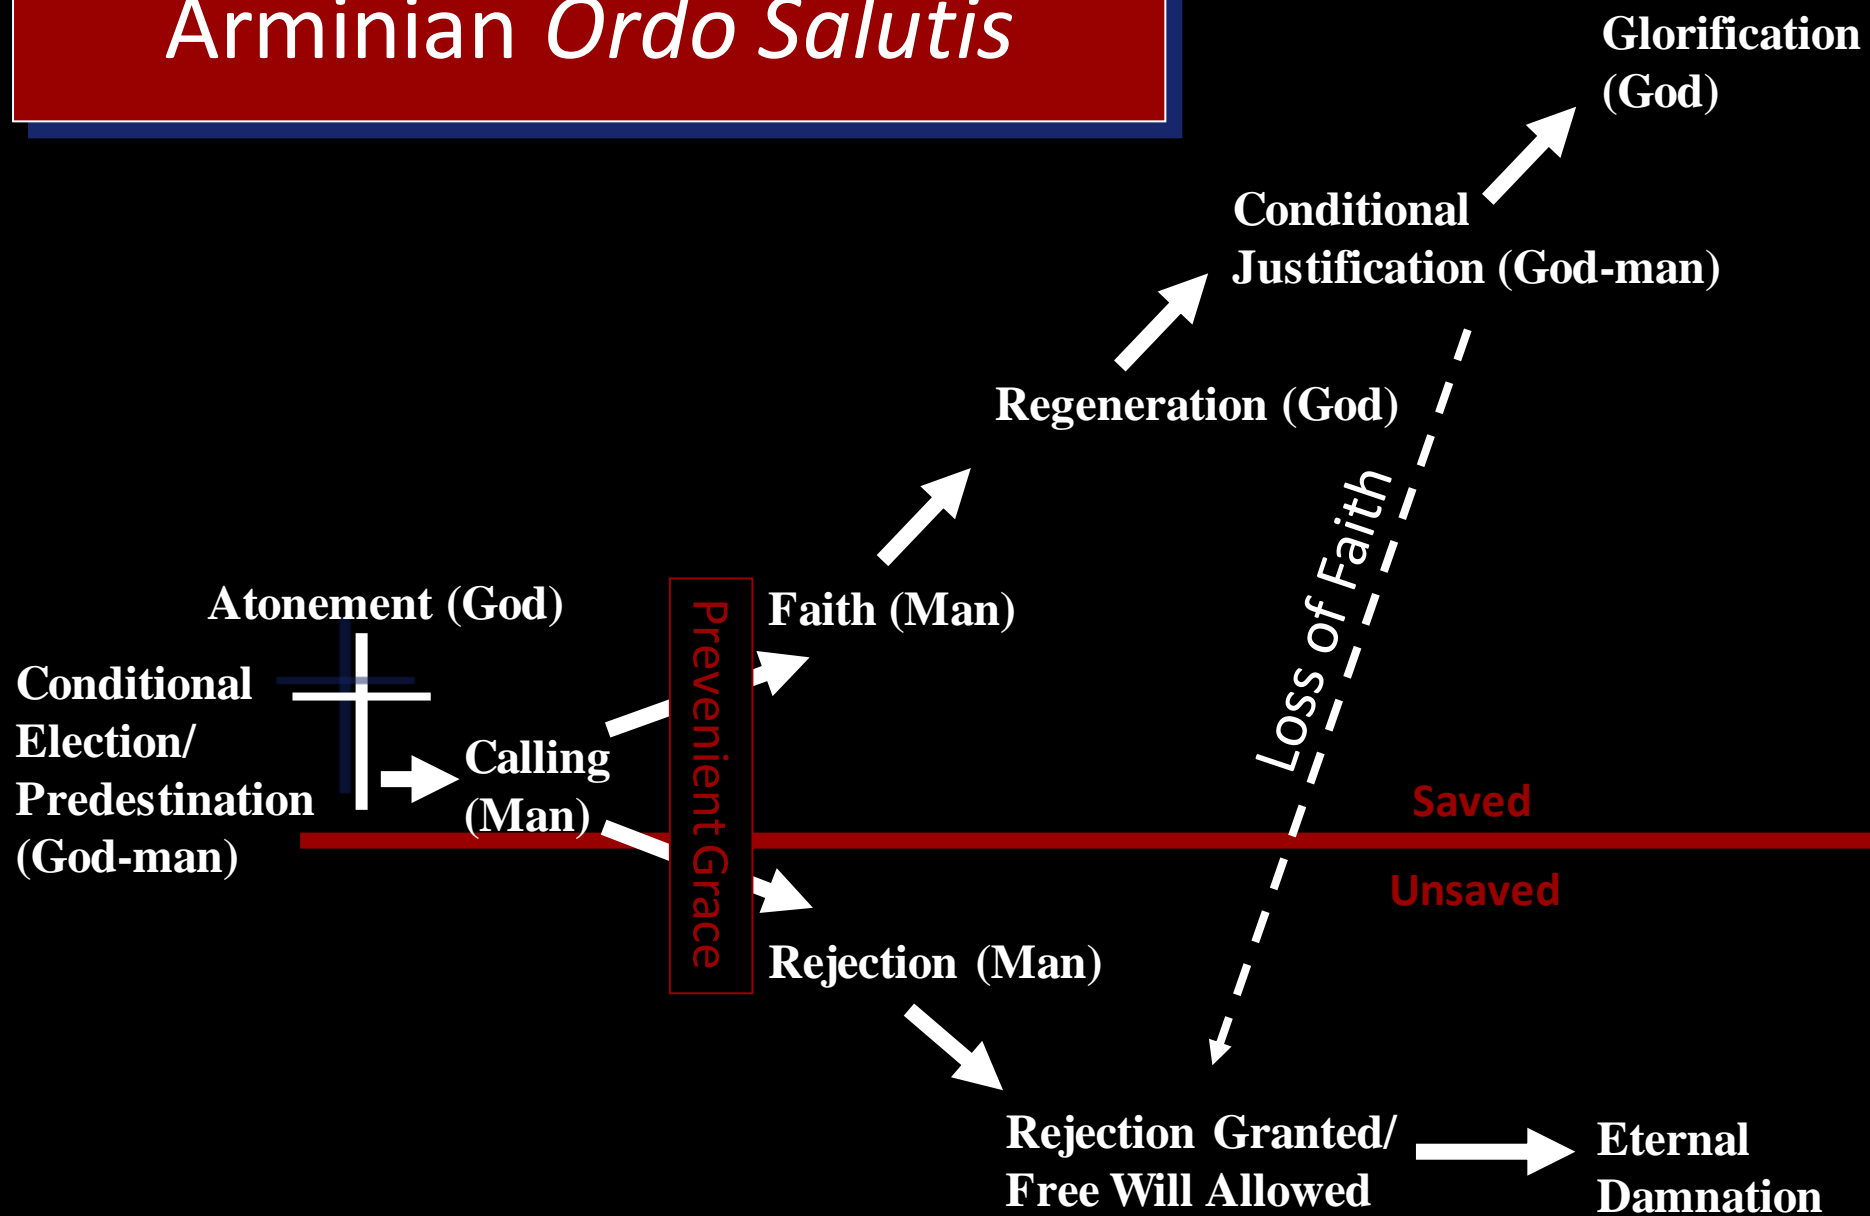 Arminian Ordo Salutis
Glorification
(God)
Conditional
Justification (God-man)
Regeneration (God)
Loss of Faith
Atonement (God)
Faith (Man)
Prevenient Grace
Conditional
Election/
Predestination
(God-man)
Calling
(Man)
Saved
Unsaved
Rejection (Man)
Rejection Granted/
Free Will Allowed
Eternal
Damnation